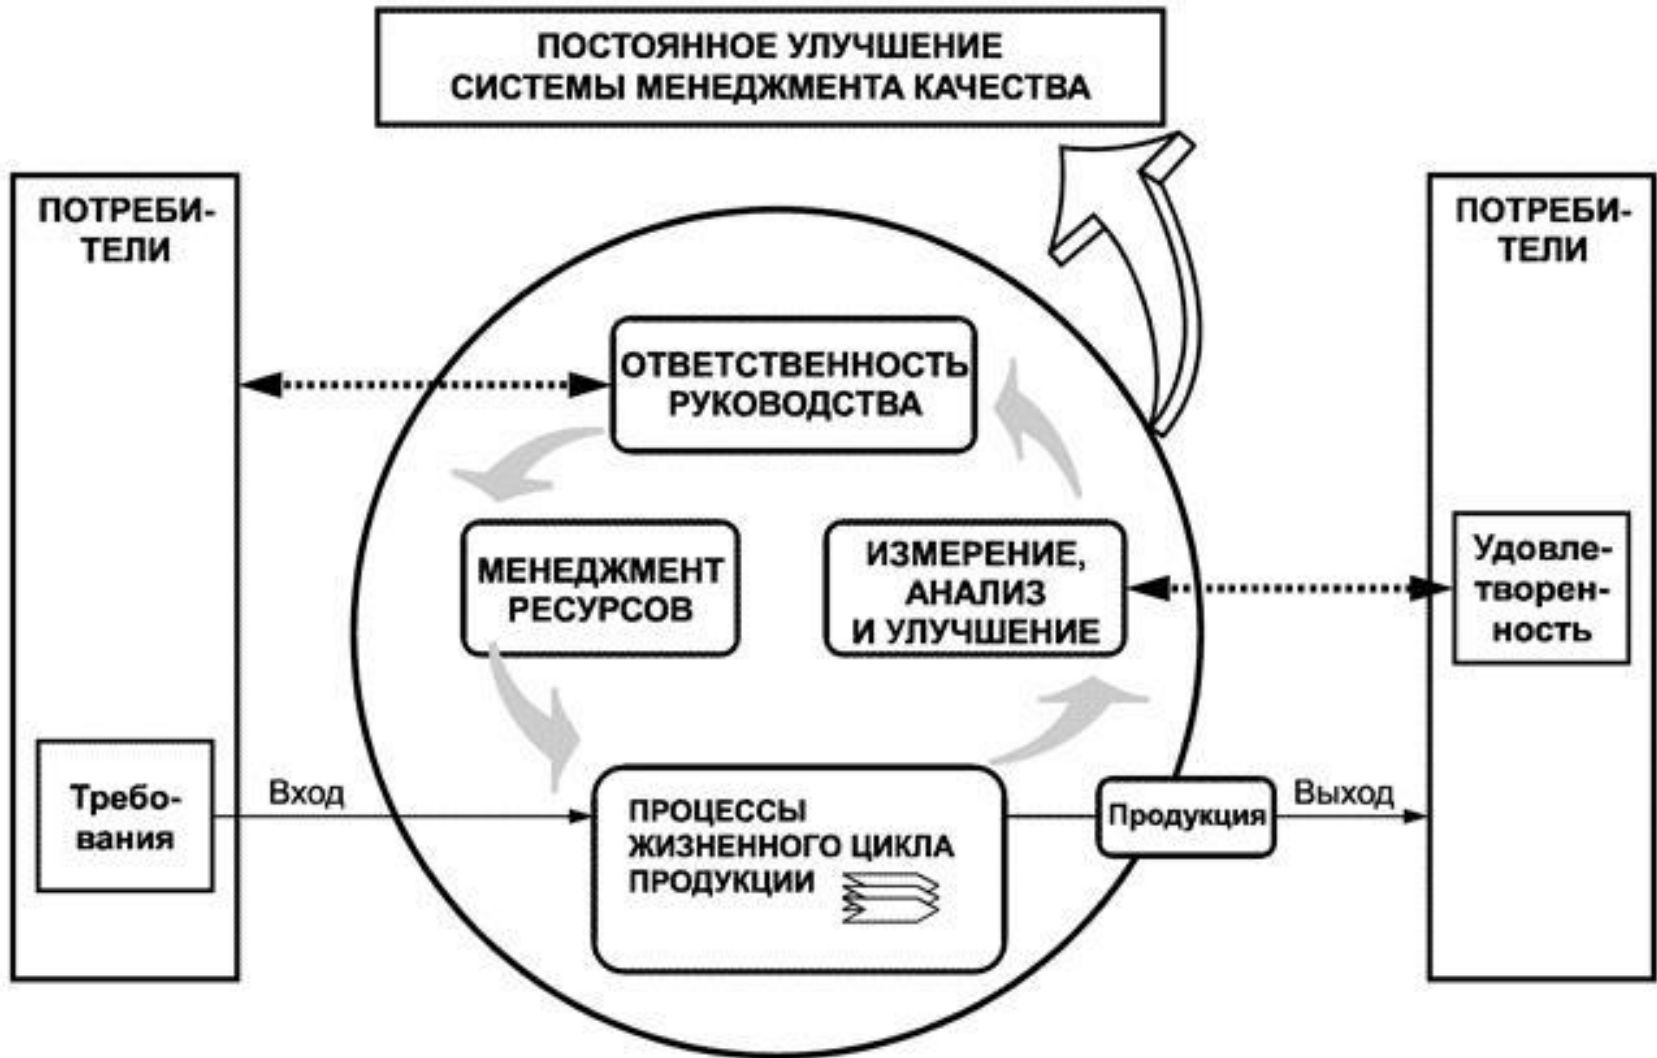 ПОСТОЯННОЕ УЛУЧШЕНИЕ
СИСТЕМЫ МЕНЕДЖМЕНТА КАЧЕСТВА
ПОТРЕБИ-
ТЕЛИ
ПОТРЕБИ-
ТЕЛИ
ОТВЕТСТВЕННОСТЬ
РУКОВОДСТВА
МЕНЕДЖМЕНТ
РЕСУРСОВ
ИЗМЕРЕНИЕ,
АНАЛИЗ
И УЛУЧШЕНИЕ
Удовле-
творен-
ность
Требо-
вания
Вход
ПРОЦЕССЫ
ЖИЗНЕННОГО ЦИКЛА
ПРОДУКЦИИ
Продукция
Выход